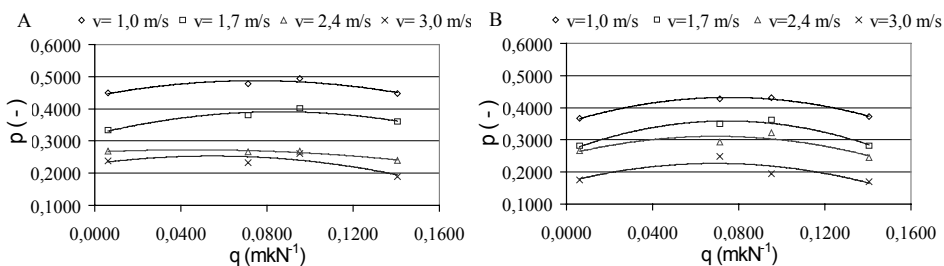 A ◇ v= 1,0 m/s □ v=1,7 m/s △ v=2,4 m/s × v=3,0 m/s
0,6000
0,5000
0,4000
0,3000
0,2000
0,1000
p ( - )
0,0000 0,0400 0,0800 0,1200 0,1600
q (mkN⁻¹)
B ◇ v=1,0 m/s □ v=1,7 m/s △ v=2,4 m/s × v=3,0 m/s
0,6000
0,5000
0,4000
0,3000
0,2000
0,1000
p ( - )
0,0000 0,0400 0,0800 0,1200 0,1600
q (mkN⁻¹)